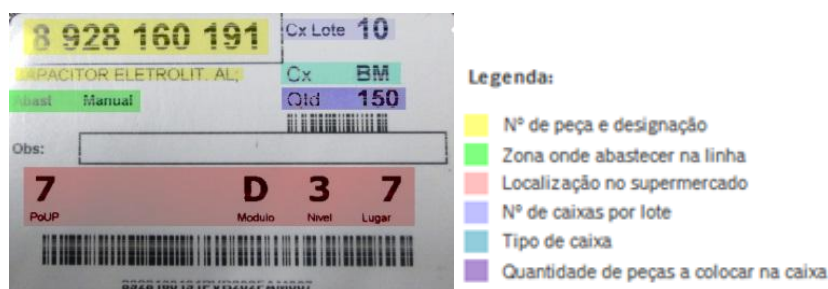 8 928 160 191
Cx Lote 10
CAPACITOR ELETROLIT. AL;
Cx BM
Abast Manual
Qtd 150
Obs:
7 D 3 7
PoUP Modulo Nivel Lugar
Legenda:
Nº de peça e designação
Zona onde abastecer na linha
Localização no supermercado
Nº de caixas por lote
Tipo de caixa
Quantidade de peças a colocar na caixa